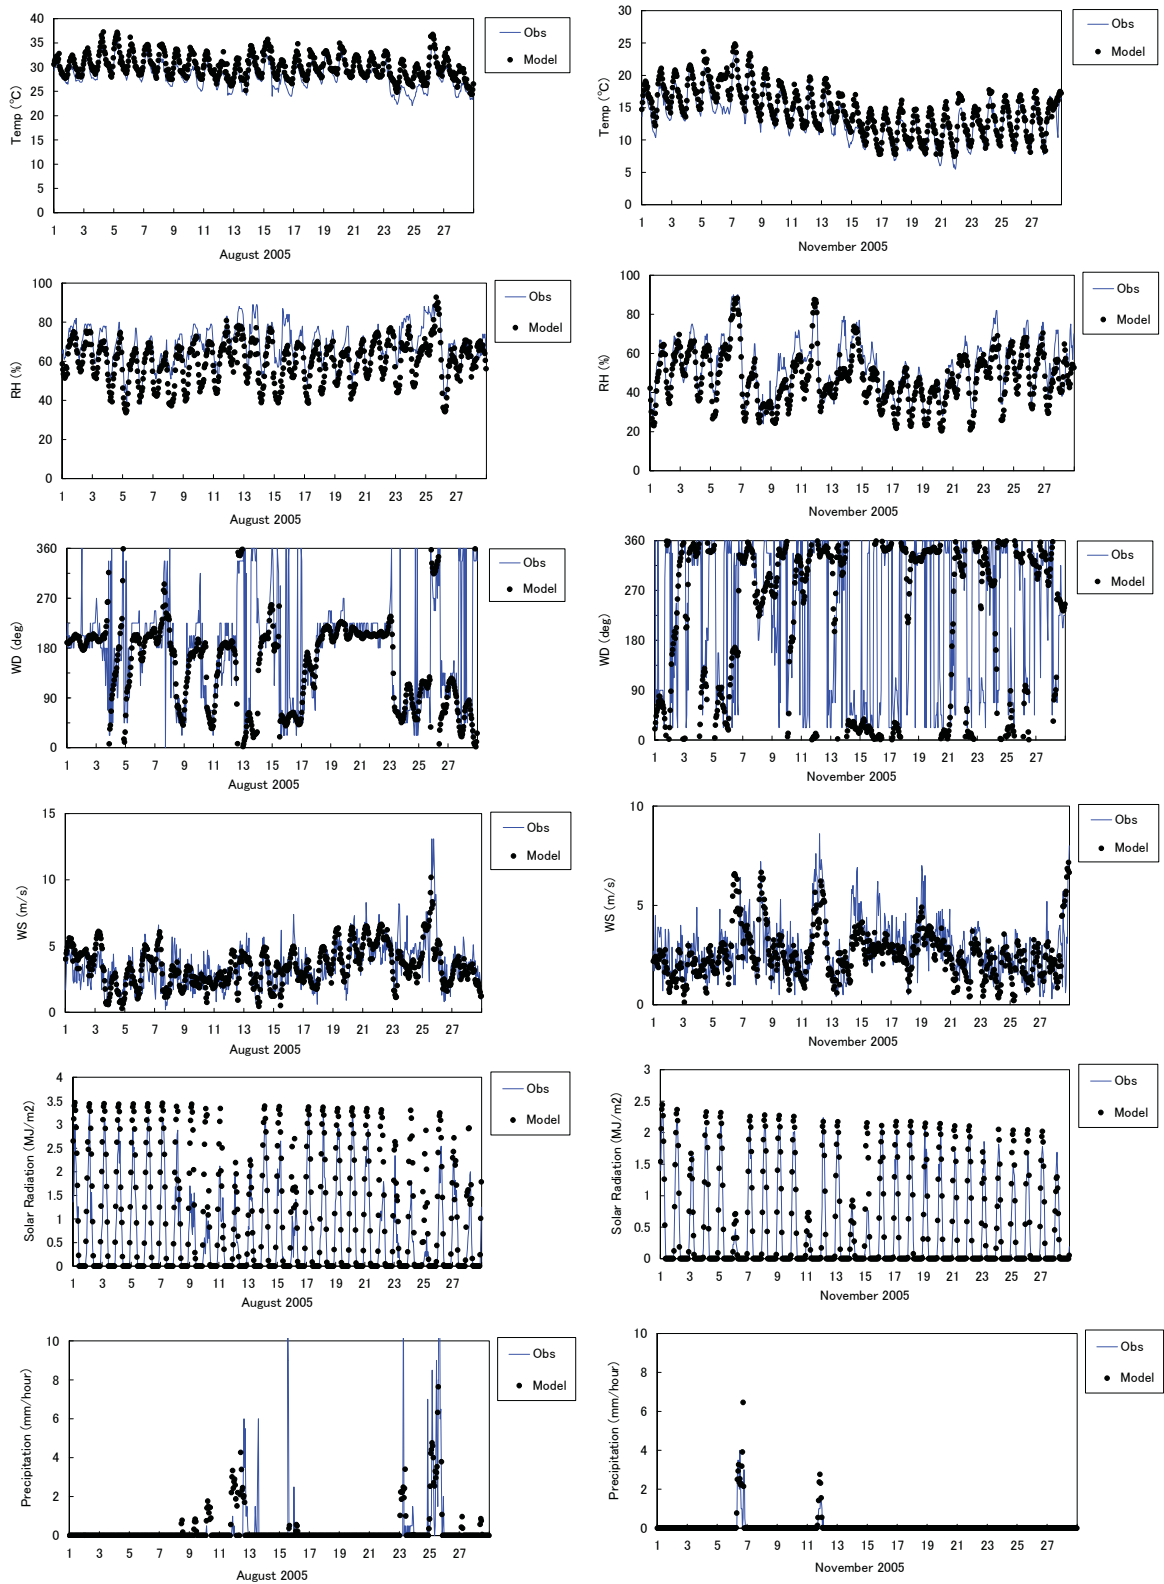 40
35
30
25
20
15
10
5
0
Temp (℃)
1 3 5 7 9 11 13 15 17 19 21 23 25 27
August 2005
Obs
Model
30
25
20
15
10
5
0
Temp (℃)
1 3 5 7 9 11 13 15 17 19 21 23 25 27
November 2005
Obs
Model
100
80
60
40
20
0
RH (%)
1 3 5 7 9 11 13 15 17 19 21 23 25 27
August 2005
Obs
Model
100
80
60
40
20
0
RH (%)
1 3 5 7 9 11 13 15 17 19 21 23 25 27
November 2005
Obs
Model
360
270
180
90
0
WD (deg)
1 3 5 7 9 11 13 15 17 19 21 23 25 27
August 2005
Obs
Model
360
270
180
90
0
WD (deg)
1 3 5 7 9 11 13 15 17 19 21 23 25 27
November 2005
Obs
Model
15
10
5
0
WS (m/s)
1 3 5 7 9 11 13 15 17 19 21 23 25 27
August 2005
Obs
Model
10
5
0
WS (m/s)
1 3 5 7 9 11 13 15 17 19 21 23 25 27
November 2005
Obs
Model
4
3.5
3
2.5
2
1.5
1
0.5
0
Solar Radiation (MJ/m2)
1 3 5 7 9 11 13 15 17 19 21 23 25 27
August 2005
Obs
Model
3
2.5
2
1.5
1
0.5
0
Solar Radiation (MJ/m2)
1 3 5 7 9 11 13 15 17 19 21 23 25 27
November 2005
Obs
Model
10
8
6
4
2
0
Precipitation (mm/hour)
1 3 5 7 9 11 13 15 17 19 21 23 25 27
August 2005
Obs
Model
10
8
6
4
2
0
Precipitation (mm/hour)
1 3 5 7 9 11 13 15 17 19 21 23 25 27
November 2005
Obs
Model